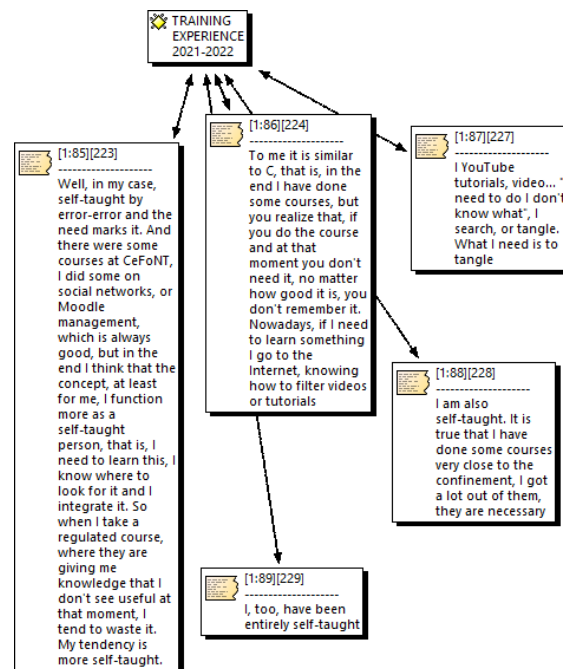 TRAINING
EXPERIENCE
2021-2022
[1:85][223]
--------------------
Well, in my case,
self-taught by
error-error and the
need marks it. And
there were some
courses at CeFoNT,
I did some on
social networks, or
Moodle
management,
which is always
good, but in the
end I think that the
concept, at least
for me, I function
more as a
self-taught
person, that is, I
need to learn this, I
know where to
look for it and I
integrate it. So
when I take a
regulated course,
where they are
giving me
knowledge that I
don't see useful at
that moment, I
tend to waste it.
My tendency is
more self-taught.
[1:86][224]
--------------------
To me it is similar
to C, that is, in the
end I have done
some courses, but
you realize that, if
you do the course
and at that
moment you don't
need it, no matter
how good it is, you
don't remember it.
Nowadays, if I need
to learn something
I go to the
Internet, knowing
how to filter videos
or tutorials
[1:87][227]
--------------------
I YouTube
tutorials, video... "
need to do I don't
know what", I
search, or tangle.
What I need is to
tangle
[1:88][228]
--------------------
I am also
self-taught. It is
true that I have
done some courses
very close to the
confinement, I got
a lot out of them,
they are necessary
[1:89][229]
--------------------
I, too, have been
entirely self-taught